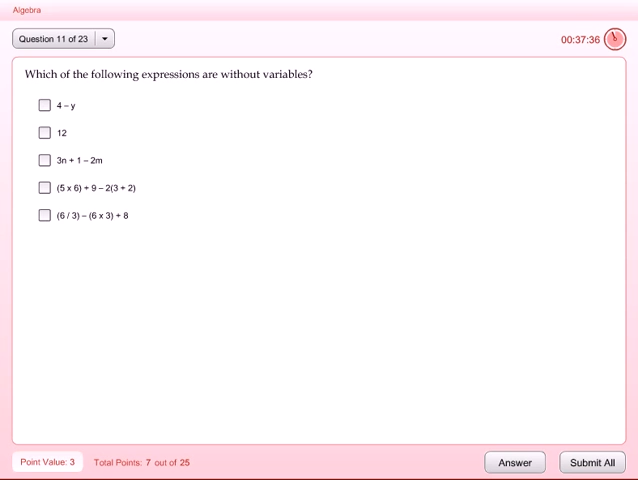 Algebra
Question 11 of 23
00:37:36
Which of the following expressions are without variables?
4 – y
12
3n + 1 – 2m
(5 x 6) + 9 – 2(3 + 2)
(6 / 3) – (6 x 3) + 8
Point Value: 3
Total Points: 7 out of 25
Answer
Submit All